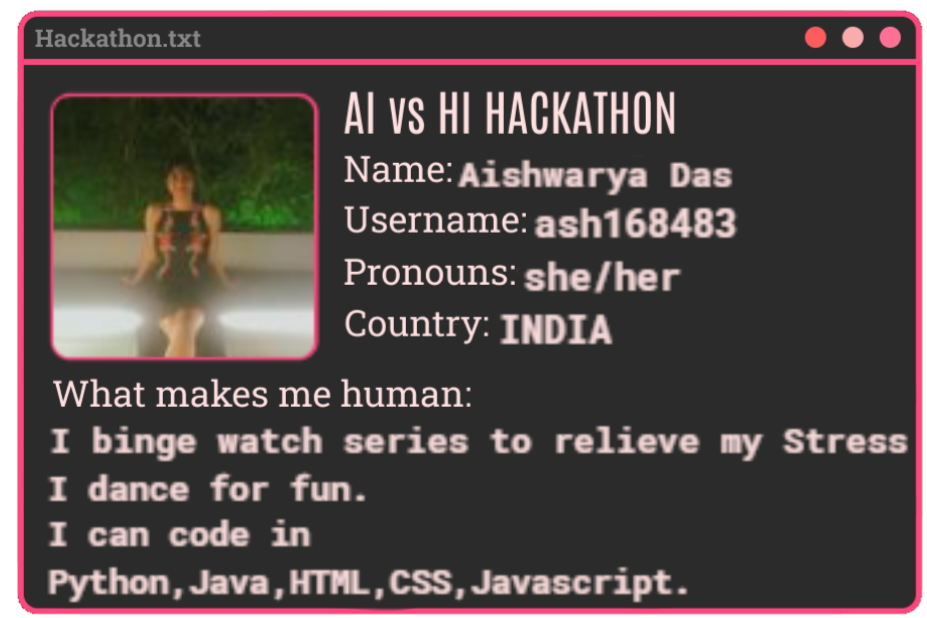 Hackathon.txt
AI vs HI HACKATHON
Name: Aishwarya Das
Username: ash168483
Pronouns: she/her
Country: INDIA
What makes me human:
I binge watch series to relieve my Stress
I dance for fun.
I can code in
Python,Java,HTML,CSS,Javascript.